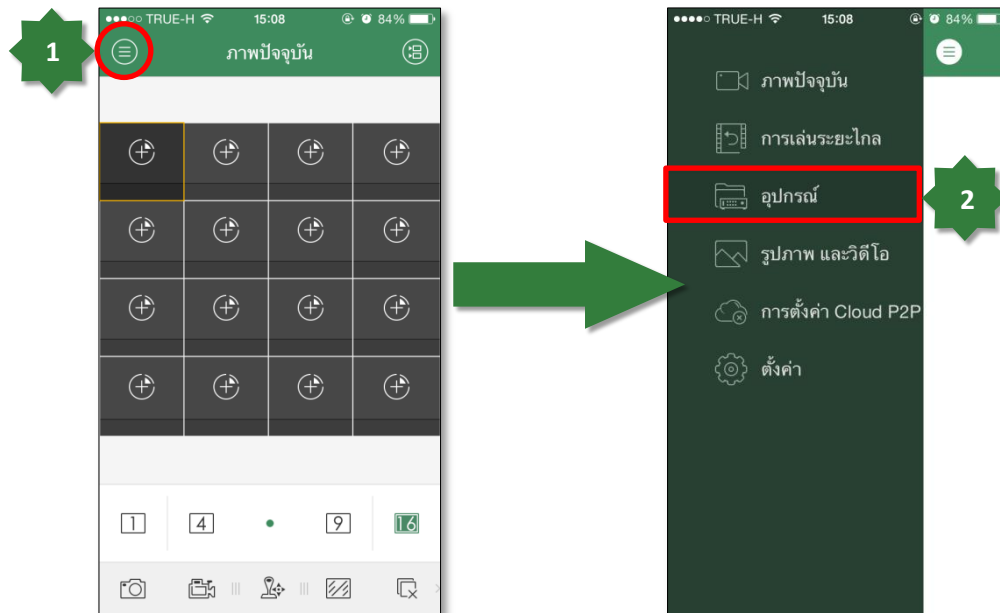 TRUE-H 15:08 84%
1
ภาพปัจจุบัน
1 4 9 16
TRUE-H 15:08 84%
ภาพปัจจุบัน
การเล่นระยะไกล
อุปกรณ์
2
รูปภาพ และวิดีโอ
การตั้งค่า Cloud P2P
ตั้งค่า